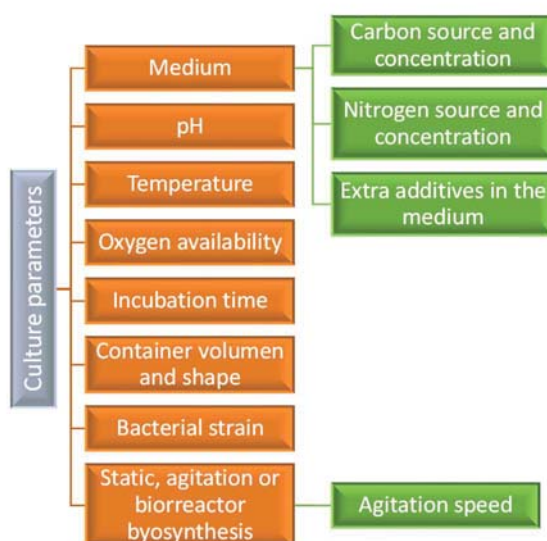 Culture parameters
Medium
pH
Temperature
Oxygen availability
Incubation time
Container volumen
and shape
Bacterial strain
Static, agitation or
biorreactor
byosynthesis
Carbon source and
concentration
Nitrogen source and
concentration
Extra additives in the
medium
Agitation speed